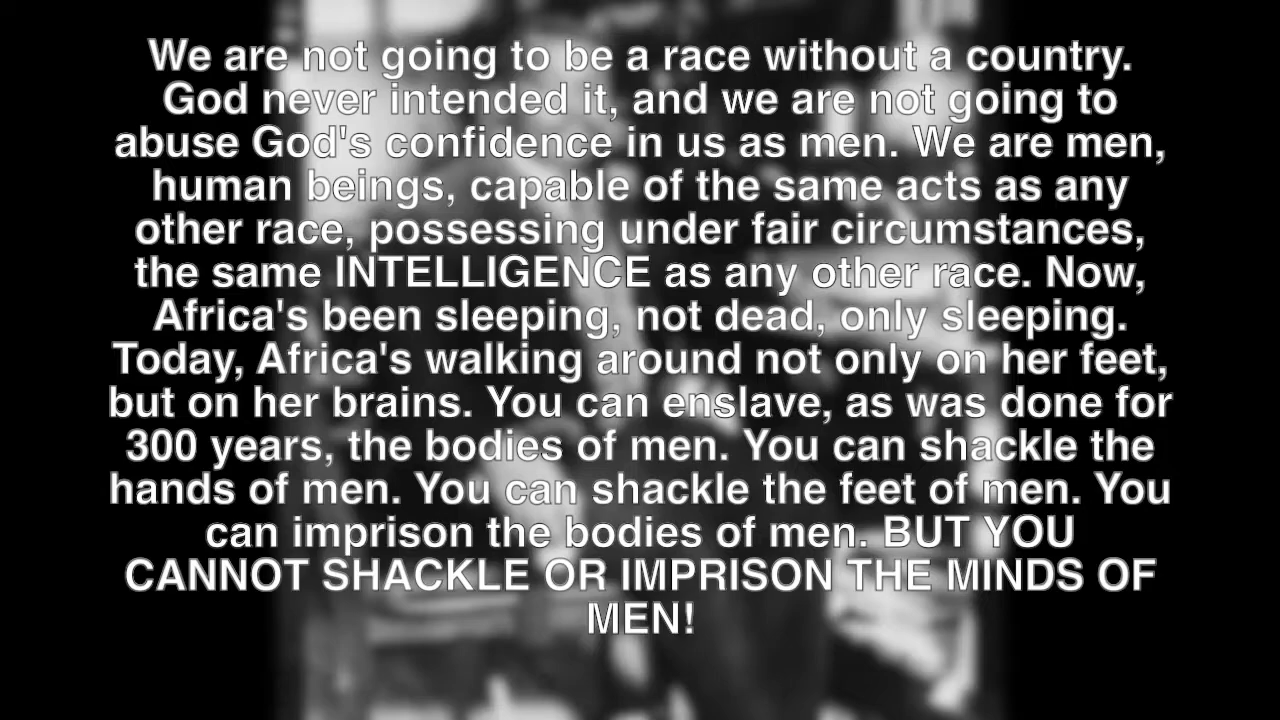 We are not going to be a race without a country.
God never intended it, and we are not going to
abuse God's confidence in us as men. We are men,
human beings, capable of the same acts as any
other race, possessing under fair circumstances,
the same INTELLIGENCE as any other race. Now,
Africa's been sleeping, not dead, only sleeping.
Today, Africa's walking around not only on her feet,
but on her brains. You can enslave, as was done for
300 years, the bodies of men. You can shackle the
hands of men. You can shackle the feet of men. You
can imprison the bodies of men. BUT YOU
CANNOT SHACKLE OR IMPRISON THE MINDS OF
MEN!